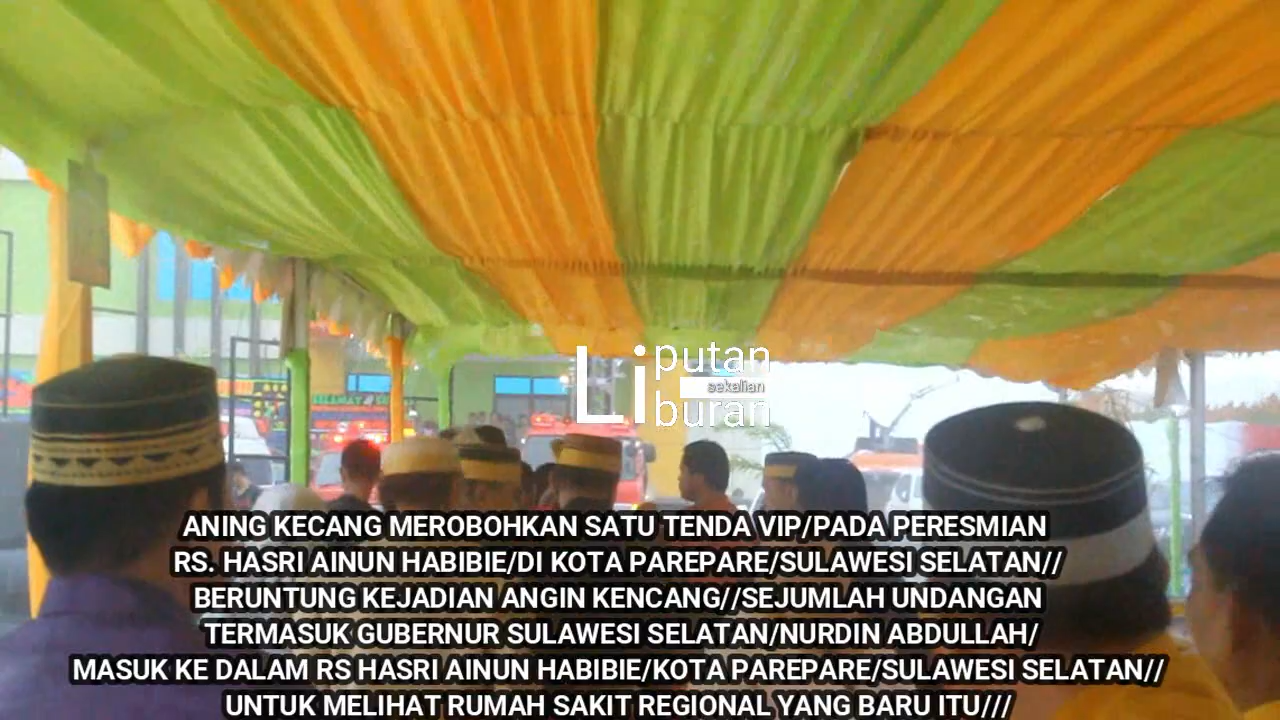 SELAMAT
Liputan
sekalian
Liburan
ANING KECANG MEROBOHKAN SATU TENDA VIP/PADA PERESMIAN
RS. HASRI AINUN HABIBIE/DI KOTA PAREPARE/SULAWESI SELATAN//
BERUNTUNG KEJADIAN ANGIN KENCANG//SEJUMLAH UNDANGAN
TERMASUK GUBERNUR SULAWESI SELATAN/NURDIN ABDULLAH/
MASUK KE DALAM RS HASRI AINUN HABIBIE/KOTA PAREPARE/SULAWESI SELATAN//
UNTUK MELIHAT RUMAH SAKIT REGIONAL YANG BARU ITU///